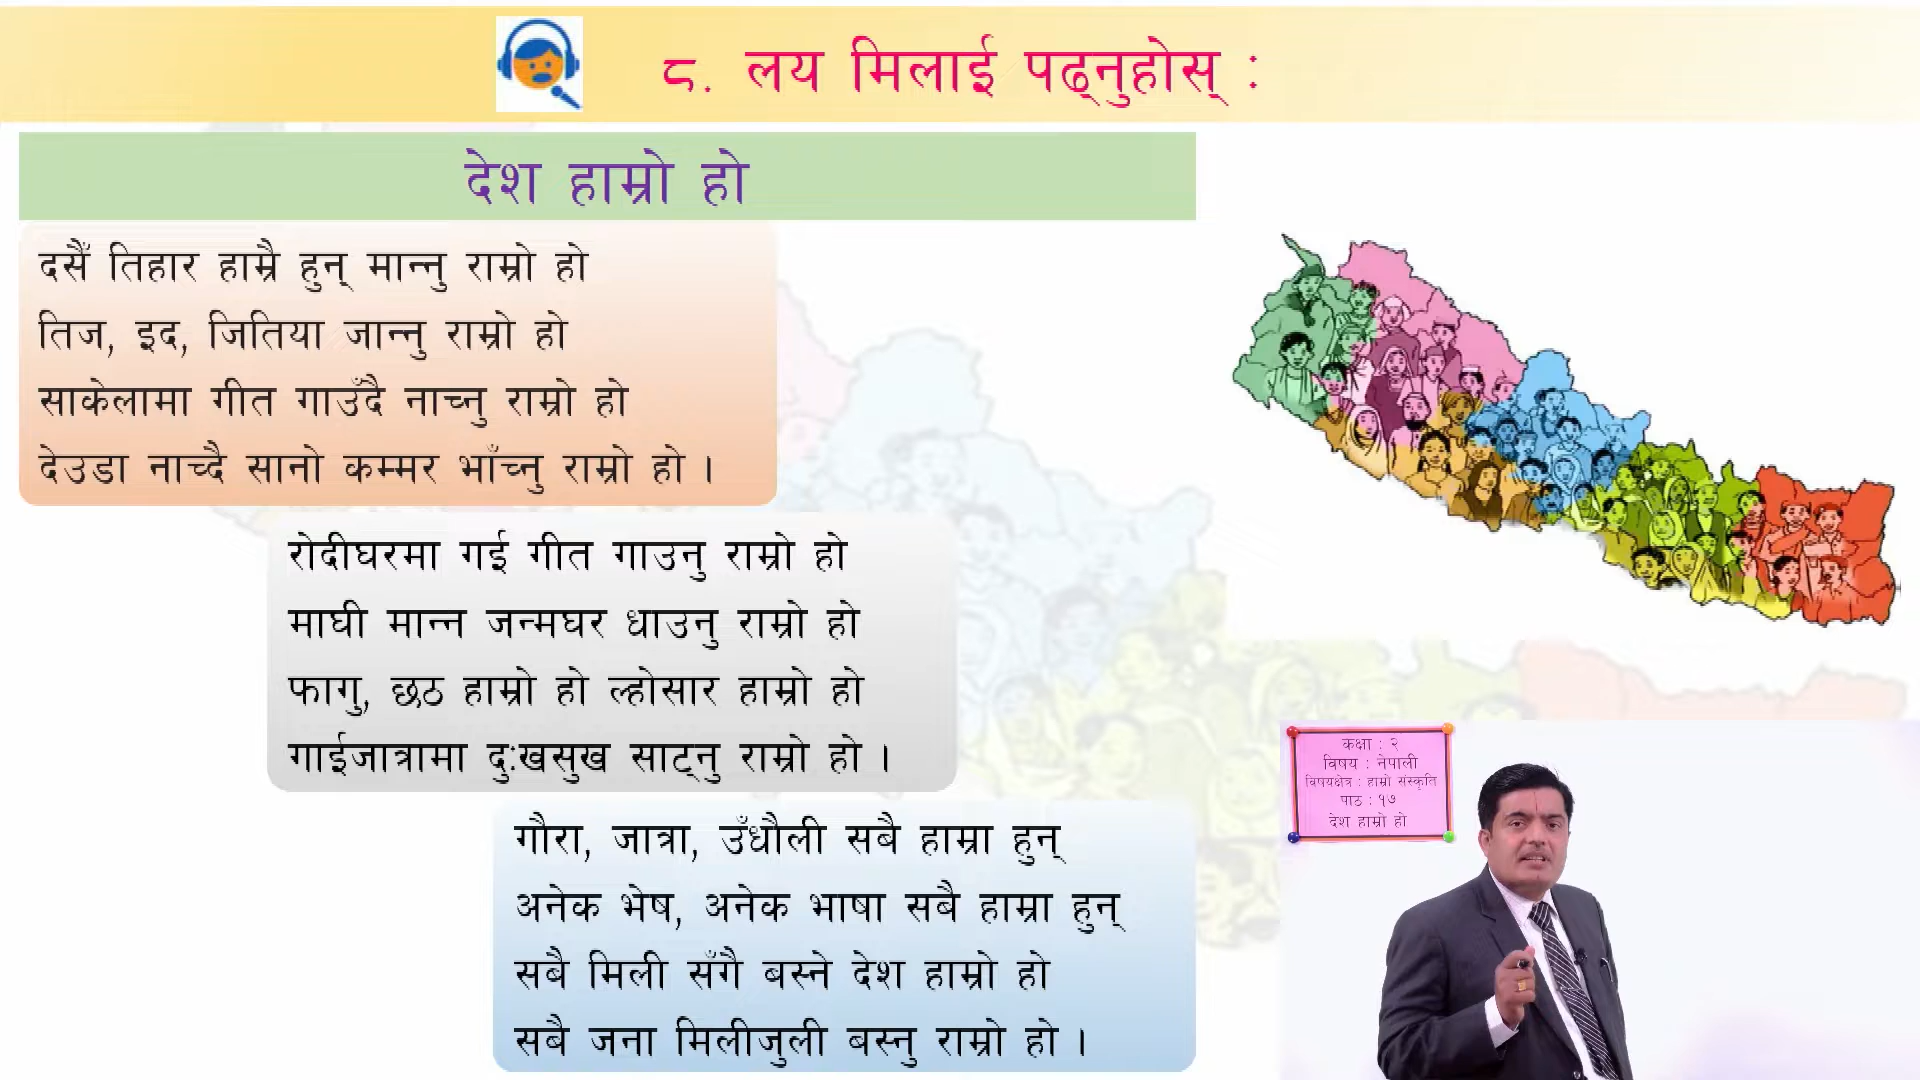 ८. लय मिलाई पढ्नुहोस् :
देश हाम्रो हो
दसैँ तिहार हाम्रै हुन् मान्नु राम्रो हो
तिज, इद, जितिया जान्नु राम्रो हो
साकेलामा गीत गाउँदै नाच्नु राम्रो हो
देउडा नाच्दै सानो कम्मर भाँच्नु राम्रो हो ।
रोदीघरमा गई गीत गाउनु राम्रो हो
माघी मान्न जन्मघर धाउनु राम्रो हो
फागु, छठ हाम्रो हो ल्होसार हाम्रो हो
गाईजात्रामा दुःखसुख साट्नु राम्रो हो ।
गौरा, जात्रा, उँधौली सबै हाम्रा हुन्
अनेक भेष, अनेक भाषा सबै हाम्रा हुन्
सबै मिली सँगै बस्ने देश हाम्रो हो
सबै जना मिलीजुली बस्नु राम्रो हो ।
कक्षा : २
विषय : नेपाली
विषयक्षेत्र : हाम्रो संस्कृति
पाठ : १७
देश हाम्रो हो